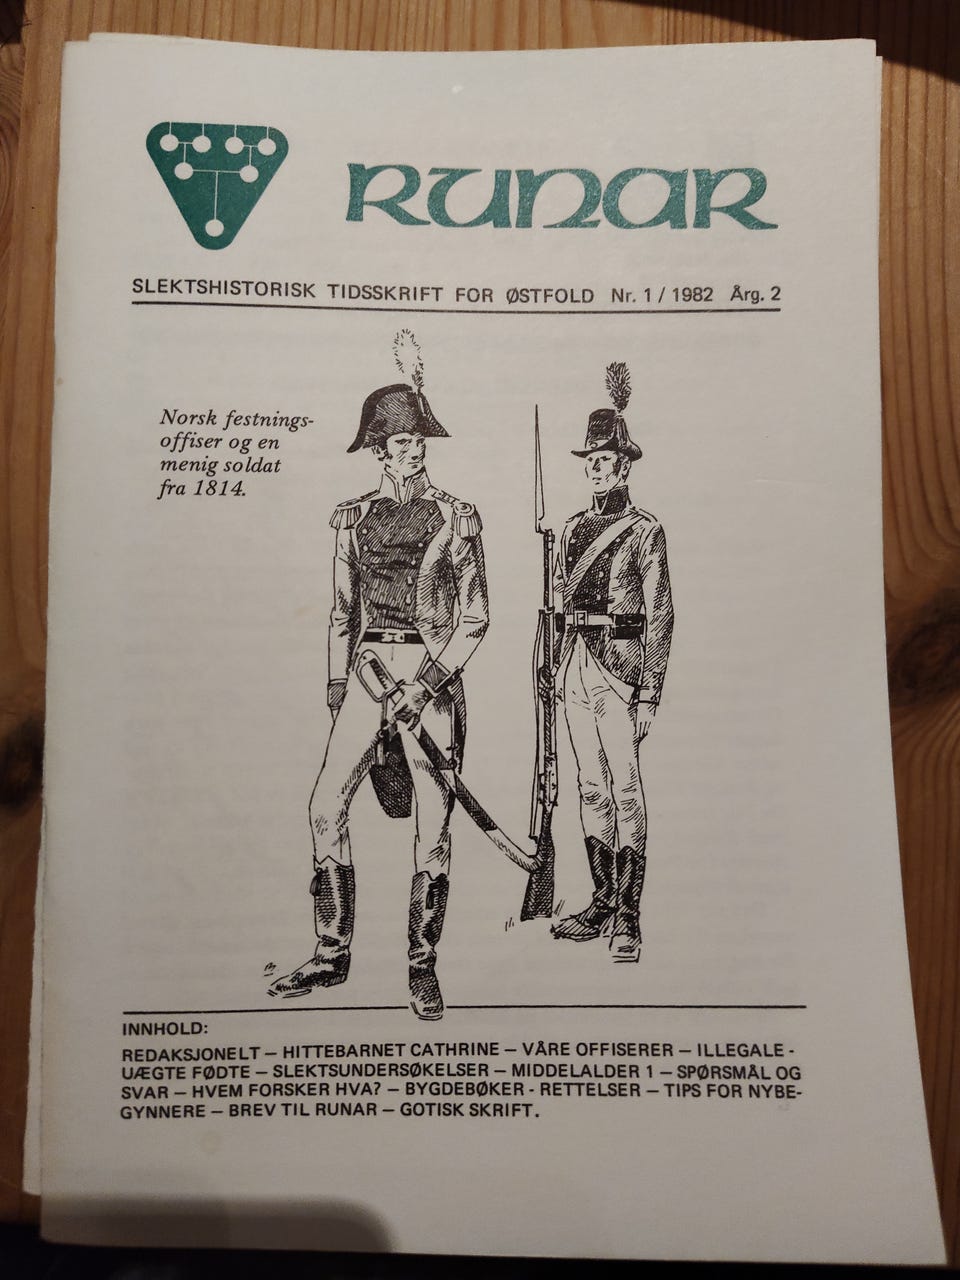 RUNAR
SLEKTSHISTORISK TIDSSKRIFT FOR ØSTFOLD Nr. 1 / 1982 Årg. 2
Norsk festnings-
offiser og en
menig soldat
fra 1814.
INNHOLD:
REDAKSJONELT – HITTEBARNET CATHRINE – VÅRE OFFISERER – ILLEGALE -
UÆGTE FØDTE – SLEKTSUNDERSØKELSER – MIDDELALDER 1 – SPØRSMÅL OG
SVAR – HVEM FORSKER HVA? – BYGDEBØKER - RETTELSER – TIPS FOR NYBE-
GYNNERE – BREV TIL RUNAR – GOTISK SKRIFT.